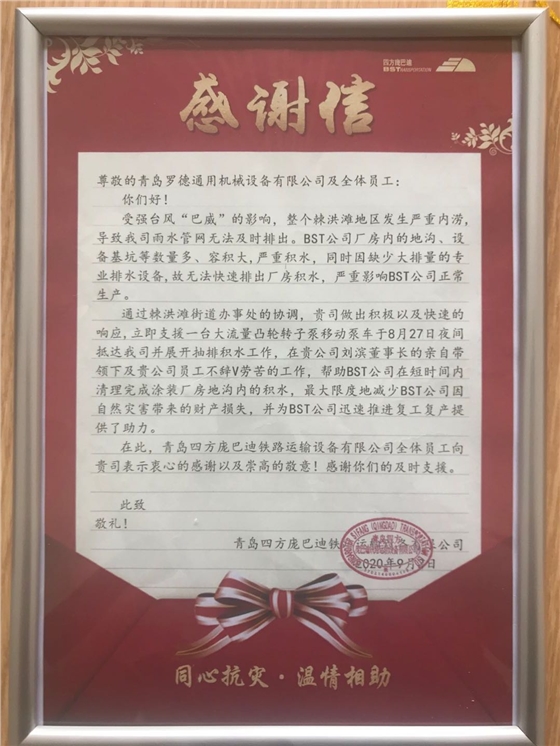 四方庞巴迪
BST
感谢信
尊敬的青岛罗德通用机械设备有限公司及全体员工：
你们好！
受强台风“巴威”的影响，整个棘洪滩地区发生严重内涝，
导致我司雨水管网无法及时排出。BST公司厂房内的地沟、设
备基坑等数量多、容积大,严重积水，同时因缺少大排量的专
业排水设备,故无法快速排出厂房积水，严重影响BST公司正常
生产。
通过棘洪滩街道办事处的协调，贵司做出积极以及快速的
响应,立即支援一台大流量凸轮转子泵移动泵车于8月27日夜间
抵达我司并展开抽排积水工作，在贵公司刘滨董事长的亲自带
领下及贵公司员工不辞V劳苦的工作，帮助BST公司在短时间内
清理完成涂装厂房地沟内的积水，最大限度地减少BST公司因
自然灾害带来的财产损失，并为BST公司迅速推进复工复产提
供了助力。
在此，青岛四方庞巴迪铁路运输设备有限公司全体员工向
贵司表示衷心的感谢以及崇高的敬意！感谢你们的及时支援。
此致
敬礼！
青岛四方庞巴迪铁 运 公司
2020年9月 日
同心抗灾·温情相助